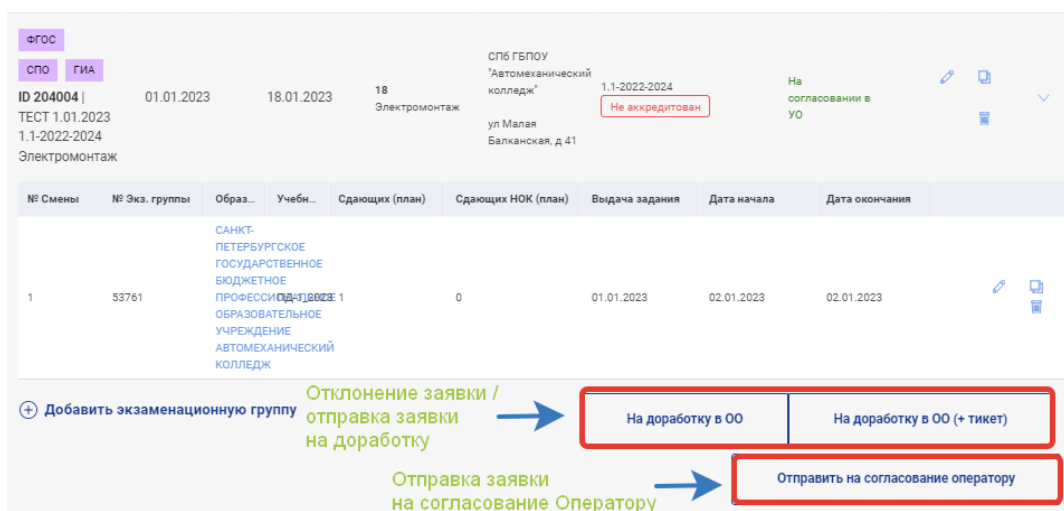 ФГОС
СПО ГИА
ID 204004 |
ТЕСТ 1.01.2023
1.1-2022-2024
Электромонтаж
01.01.2023
18.01.2023
18
Электромонтаж
СПб ГБПОУ
"Автомеханический
колледж"
ул Малая
Балканская, д 41
1.1-2022-2024
Не аккредитован
На
согласовании в
УО
№ Смены № Экз. группы Образ... Учебн... Сдающих (план) Сдающих НОК (план) Выдача задания Дата начала Дата окончания
1
53761
САНКТ-
ПЕТЕРБУРГСКОЕ
ГОСУДАРСТВЕННОЕ
БЮДЖЕТНОЕ
ПРОФЕССИОНАЛЬНОЕ
ОБРАЗОВАТЕЛЬНОЕ
УЧРЕЖДЕНИЕ
АВТОМЕХАНИЧЕСКИЙ
КОЛЛЕДЖ
1
0
01.01.2023
02.01.2023
02.01.2023
Добавить экзаменационную группу
Отклонение заявки /
отправка заявки
на доработку
На доработку в ОО
На доработку в ОО (+ тикет)
Отправка заявки
на согласование Оператору
Отправить на согласование оператору